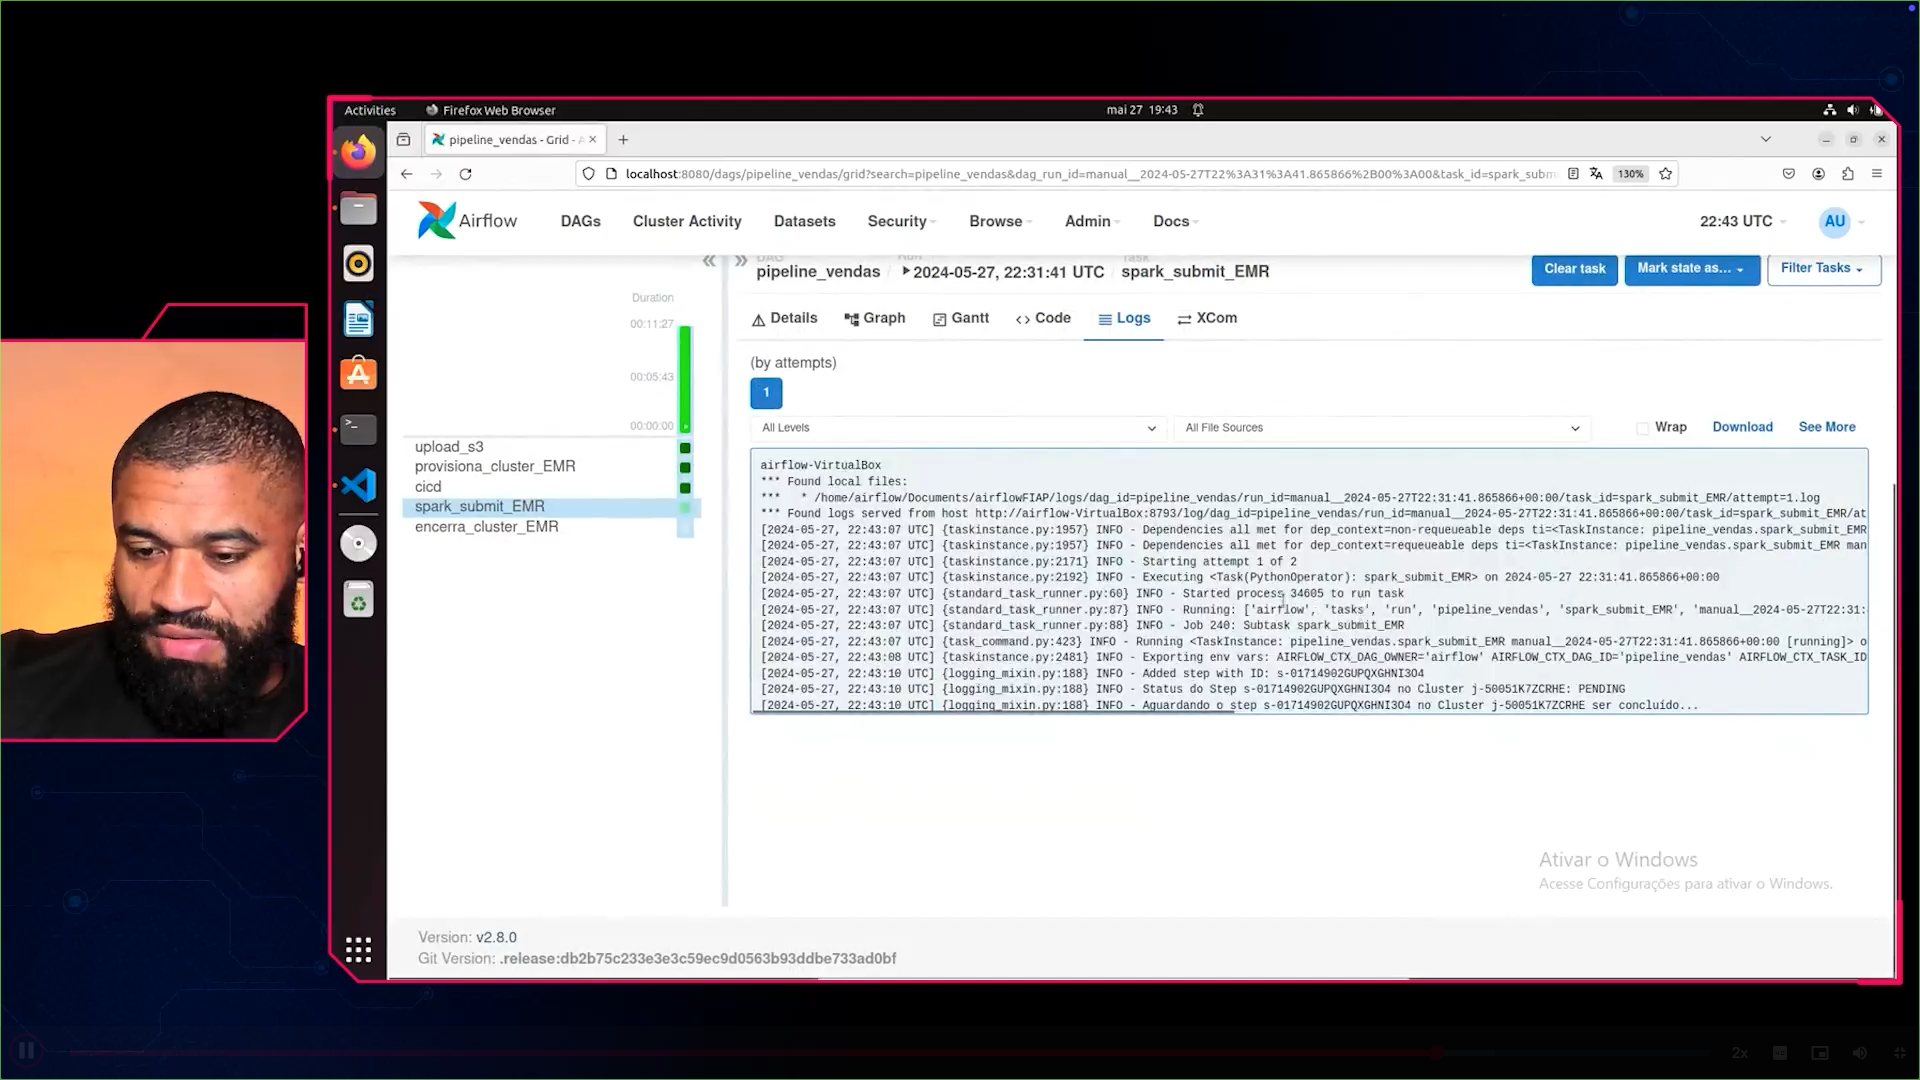 Activities
Firefox Web Browser
mai 27 19:43
pipeline_vendas - Grid - A
localhost:8080/dags/pipeline_vendas/grid?search=pipeline_vendas&dag_run_id=manual__2024-05-27T22%3A31%3A41.865866%2B00%3A00&task_id=spark_subm
130%
Airflow
DAGs
Cluster Activity
Datasets
Security
Browse
Admin
Docs
22:43 UTC
AU
DAG
Run
Task
pipeline_vendas / 2024-05-27, 22:31:41 UTC / spark_submit_EMR
Clear task
Mark state as...
Filter Tasks
Duration
00:11:27
00:05:43
00:00:00
upload_s3
provisiona_cluster_EMR
cicd
spark_submit_EMR
encerra_cluster_EMR
Details
Graph
Gantt
Code
Logs
XCom
(by attempts)
1
All Levels
All File Sources
Wrap
Download
See More
airflow-VirtualBox
*** Found local files:
***   * /home/airflow/Documents/airflowFIAP/logs/dag_id=pipeline_vendas/run_id=manual__2024-05-27T22:31:41.865866+00:00/task_id=spark_submit_EMR/attempt=1.log
*** Found logs served from host http://airflow-VirtualBox:8793/log/dag_id=pipeline_vendas/run_id=manual__2024-05-27T22:31:41.865866+00:00/task_id=spark_submit_EMR/at
[2024-05-27, 22:43:07 UTC] {taskinstance.py:1957} INFO - Dependencies all met for dep_context=non-requeueable deps ti=<TaskInstance: pipeline_vendas.spark_submit_EMR
[2024-05-27, 22:43:07 UTC] {taskinstance.py:1957} INFO - Dependencies all met for dep_context=requeueable deps ti=<TaskInstance: pipeline_vendas.spark_submit_EMR man
[2024-05-27, 22:43:07 UTC] {taskinstance.py:2171} INFO - Starting attempt 1 of 2
[2024-05-27, 22:43:07 UTC] {taskinstance.py:2192} INFO - Executing <Task(PythonOperator): spark_submit_EMR> on 2024-05-27 22:31:41.865866+00:00
[2024-05-27, 22:43:07 UTC] {standard_task_runner.py:60} INFO - Started process 34605 to run task
[2024-05-27, 22:43:07 UTC] {standard_task_runner.py:87} INFO - Running: ['airflow', 'tasks', 'run', 'pipeline_vendas', 'spark_submit_EMR', 'manual__2024-05-27T22:31:
[2024-05-27, 22:43:07 UTC] {standard_task_runner.py:88} INFO - Job 240: Subtask spark_submit_EMR
[2024-05-27, 22:43:07 UTC] {task_command.py:423} INFO - Running <TaskInstance: pipeline_vendas.spark_submit_EMR manual__2024-05-27T22:31:41.865866+00:00 [running]> o
[2024-05-27, 22:43:08 UTC] {taskinstance.py:2481} INFO - Exporting env vars: AIRFLOW_CTX_DAG_OWNER='airflow' AIRFLOW_CTX_DAG_ID='pipeline_vendas' AIRFLOW_CTX_TASK_ID
[2024-05-27, 22:43:10 UTC] {logging_mixin.py:188} INFO - Added step with ID: s-01714902GUPQXGHNI3O4
[2024-05-27, 22:43:10 UTC] {logging_mixin.py:188} INFO - Status do Step s-01714902GUPQXGHNI3O4 no Cluster j-50051K7ZCRHE: PENDING
[2024-05-27, 22:43:10 UTC] {logging_mixin.py:188} INFO - Aguardando o step s-01714902GUPQXGHNI3O4 no Cluster j-50051K7ZCRHE ser concluído...
Ativar o Windows
Acesse Configurações para ativar o Windows.
Version: v2.8.0
Git Version: .release:db2b75c233e3e3c59ec9d0563b93ddbe733ad0bf
2x